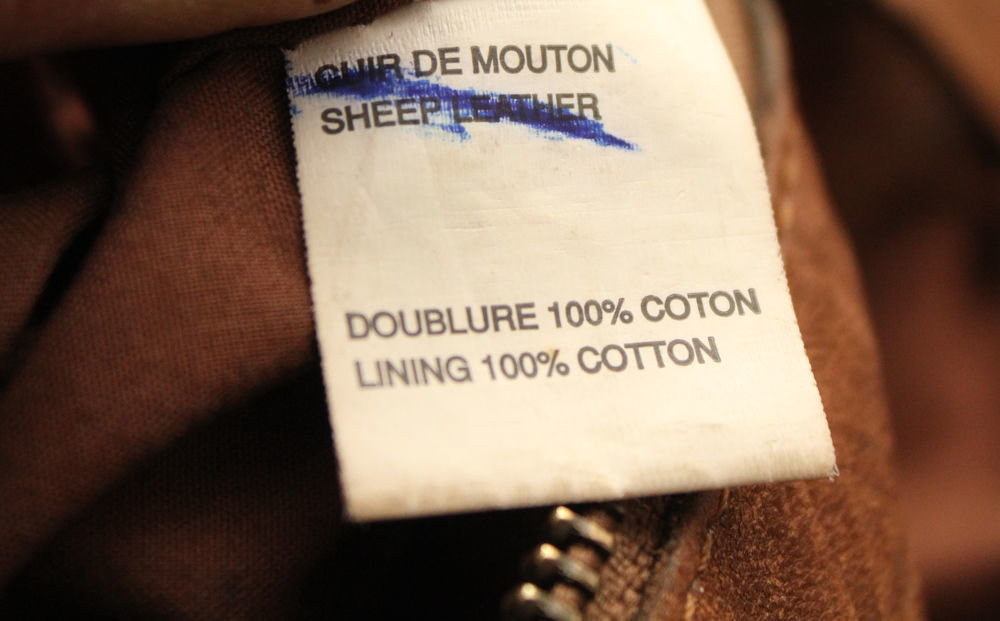 CUIR DE MOUTON
SHEEP LEATHER
DOUBLURE 100% COTON
LINING 100% COTTON